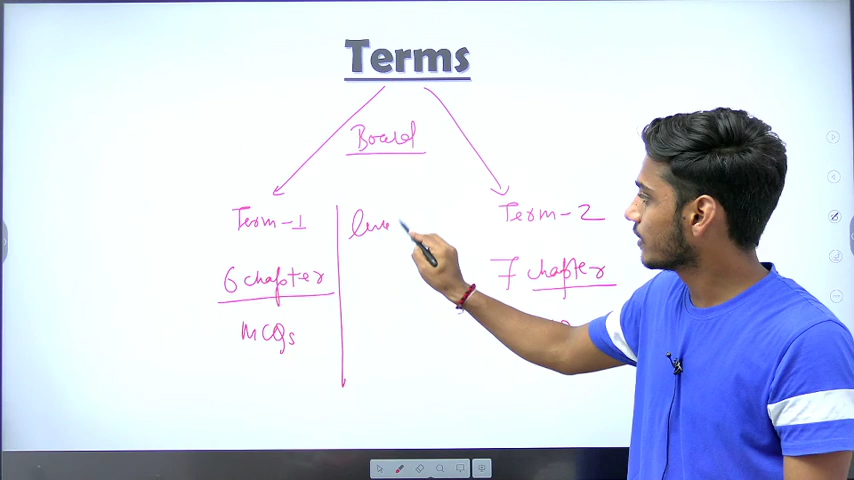 Terms
Board
Term-1
Term-2
6 chapter
7 chapter
MCQs